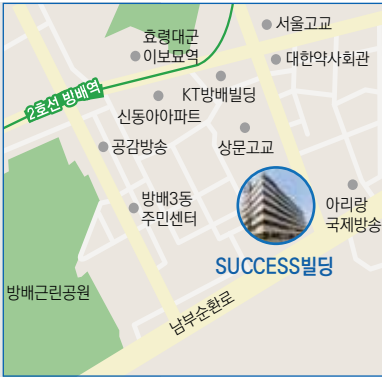 서울고교
효령대군
이보묘역
대한약사회관
2호선 방배역
KT방배빌딩
신동아아파트
공감방송
상문고교
방배3동
주민센터
아리랑
국제방송
SUCCESS빌딩
방배근린공원
남부순환로